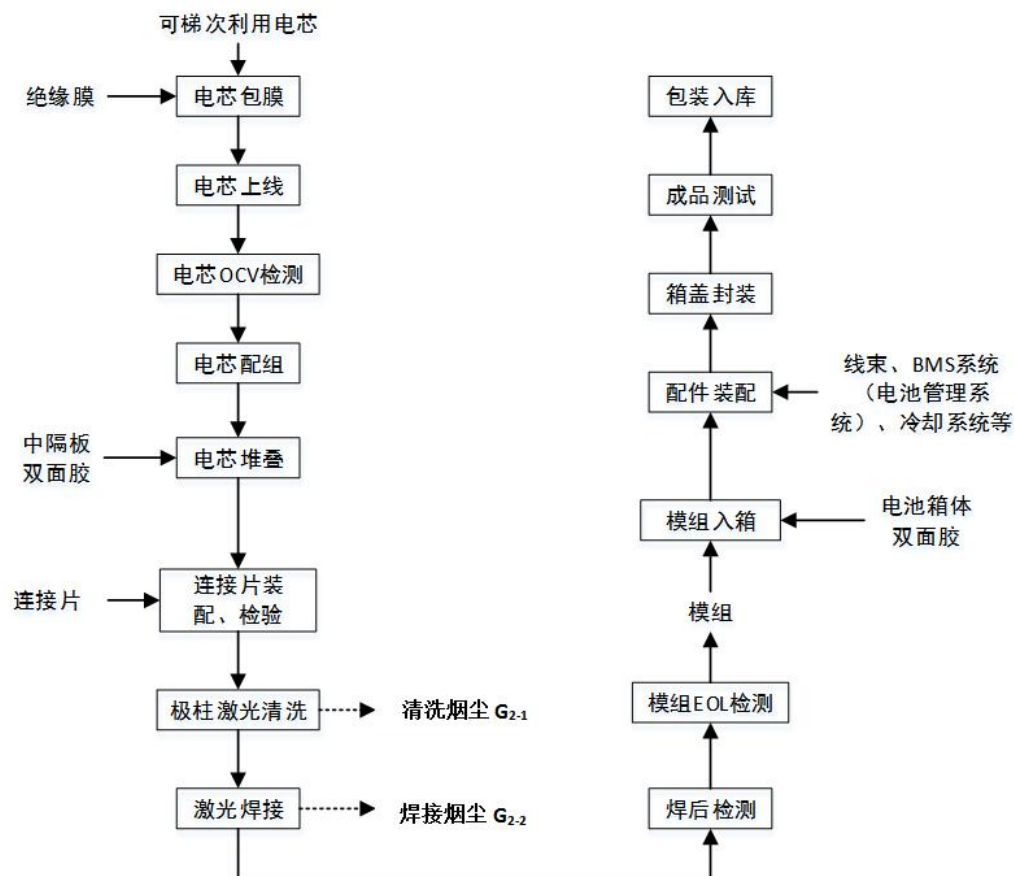 可梯次利用电芯
绝缘膜
电芯包膜
电芯上线
电芯OCV检测
电芯配组
中隔板
双面胶
电芯堆叠
连接片
连接片装
配、检验
极柱激光清洗
清洗烟尘 G2-1
激光焊接
焊接烟尘 G2-2
包装入库
成品测试
箱盖封装
配件装配
线束、BMS系统
（电池管理系
统）、冷却系统等
模组入箱
电池箱体
双面胶
模组
模组EOL检测
焊后检测